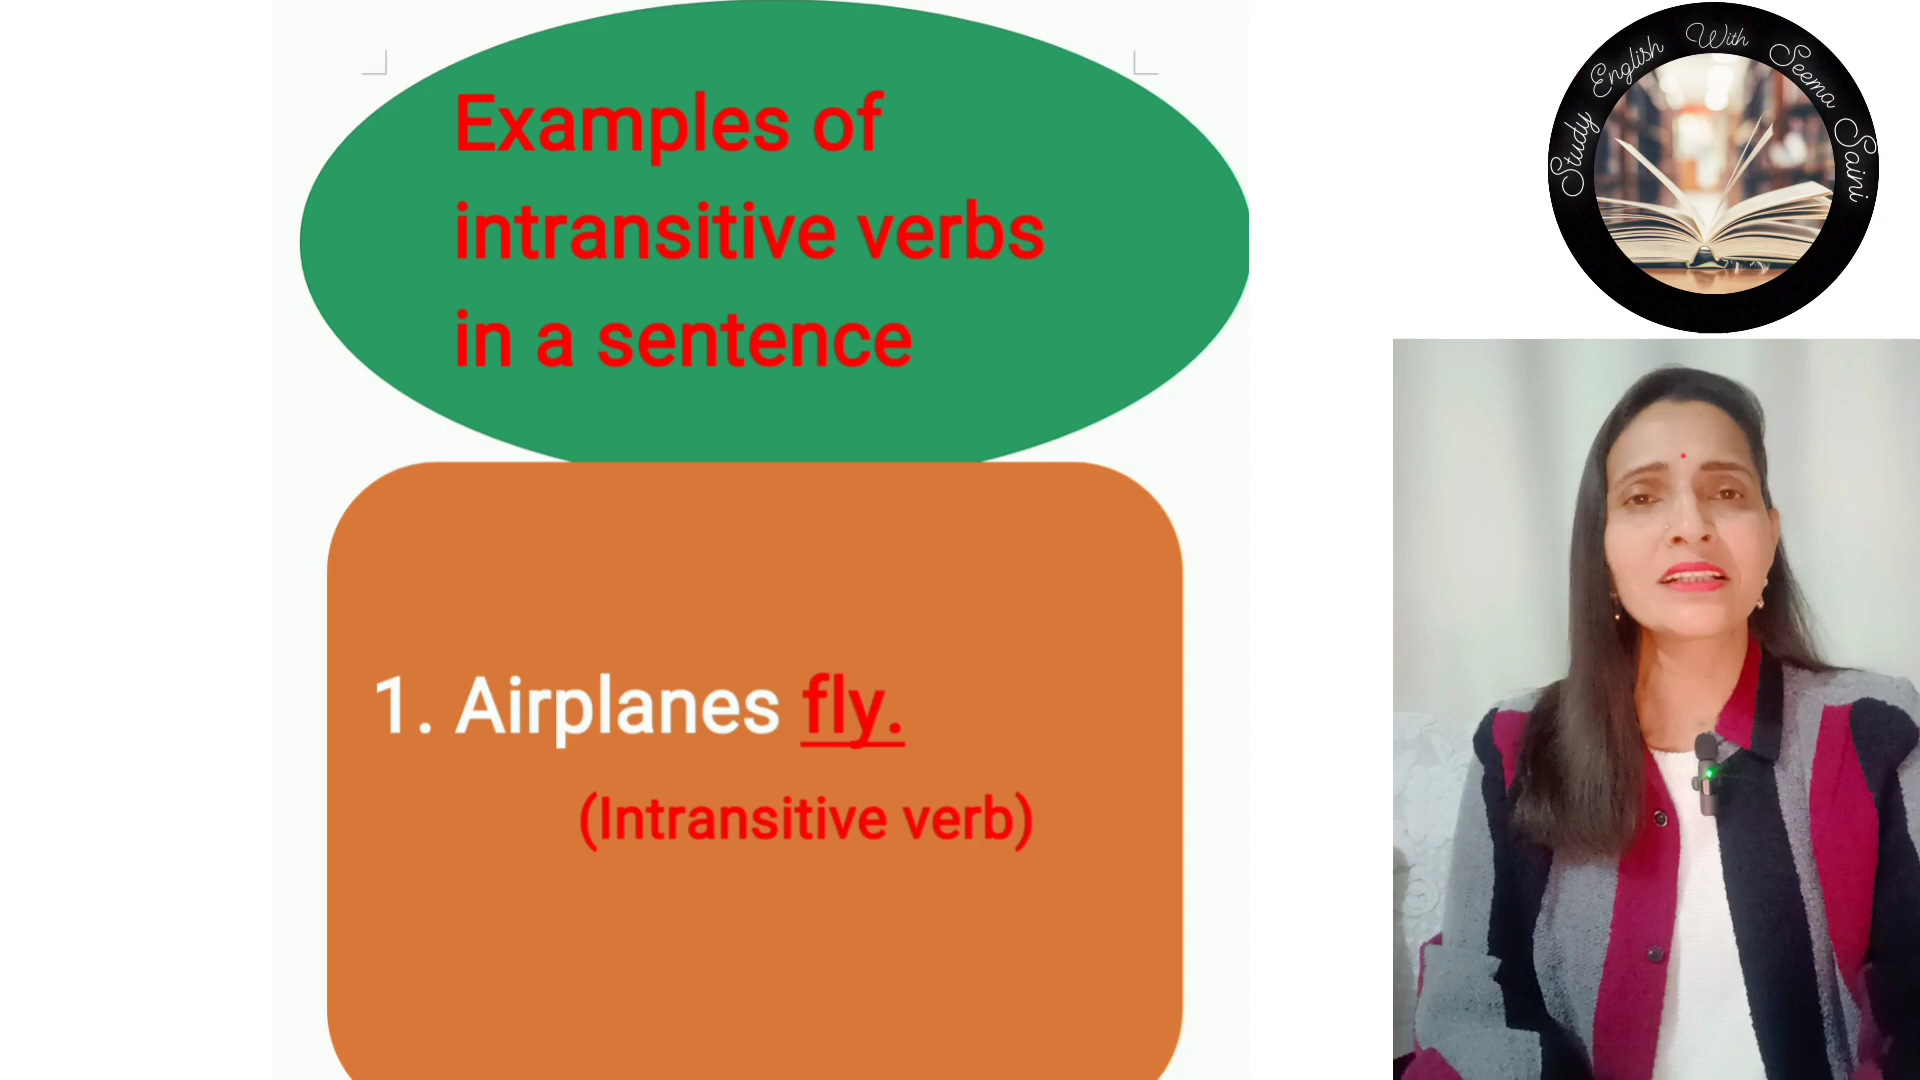 Examples of
intransitive verbs
in a sentence
1. Airplanes fly.
(Intransitive verb)
Study English With Seema Saini